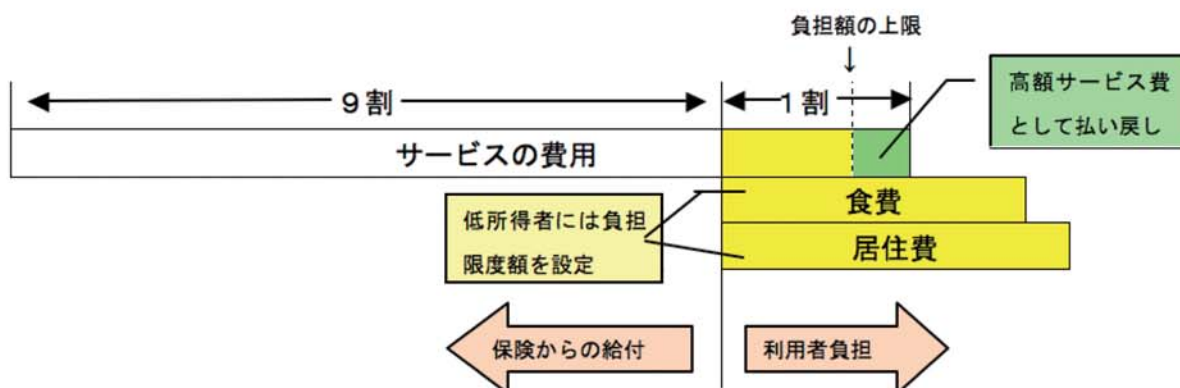 負担額の上限
↓
9割
1割
高額サービス費
として払い戻し
サービスの費用
食費
低所得者には負担
限度額を設定
居住費
保険からの給付
利用者負担